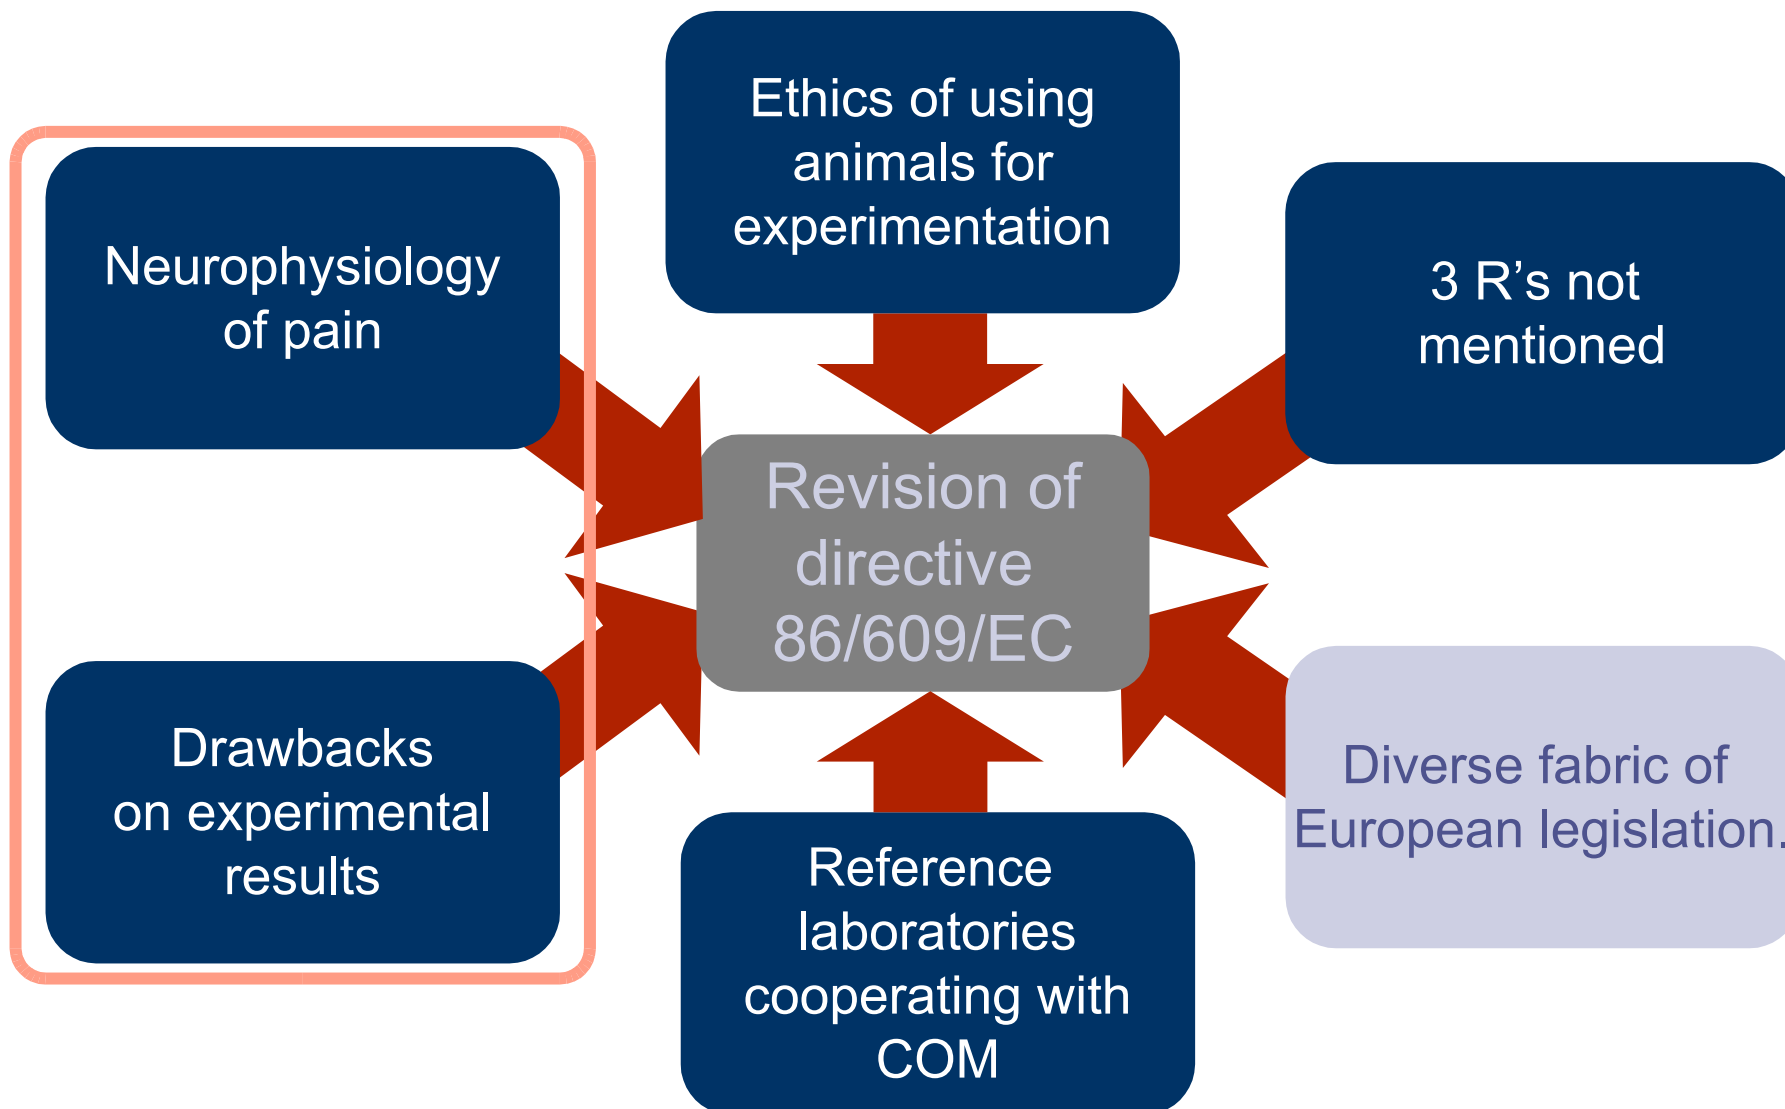 Ethics of using
animals for
experimentation
Neurophysiology
of pain
3 R’s not
mentioned
Revision of
directive
86/609/EC
Drawbacks
on experimental
results
Diverse fabric of
European legislation.
Reference
laboratories
cooperating with
COM